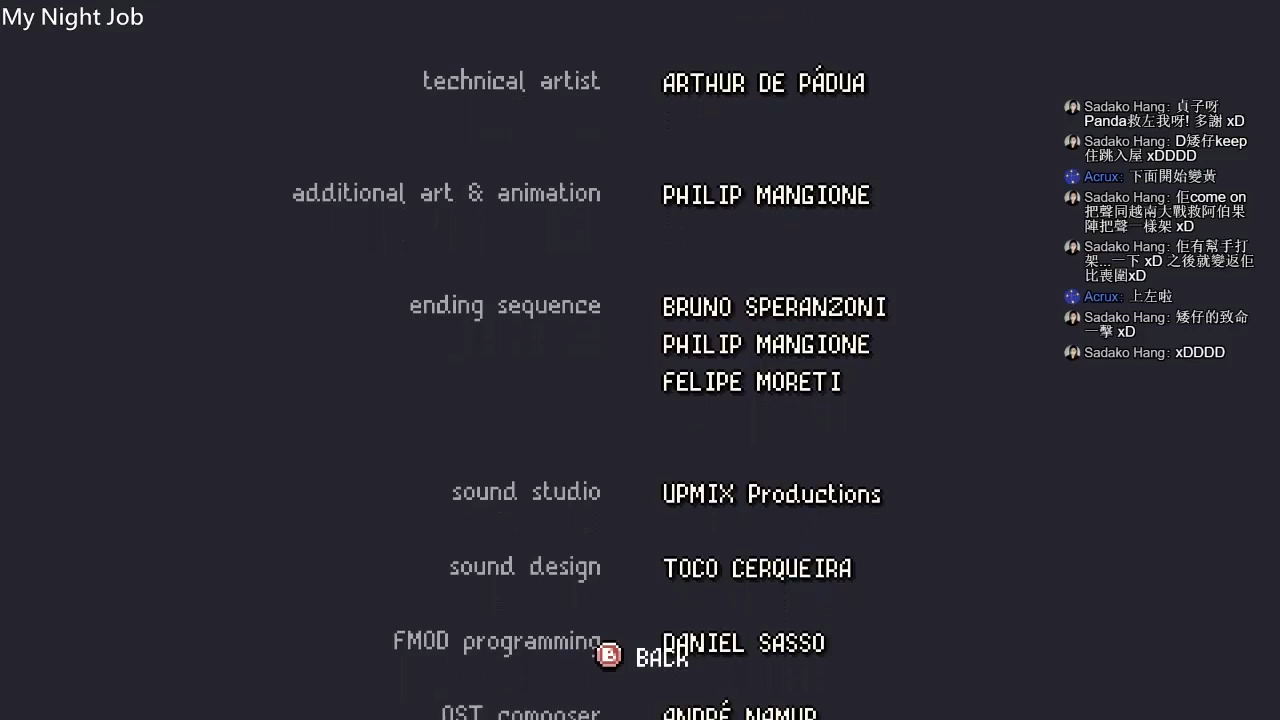 My Night Job
technical artist ARTHUR DE PÁDUA
additional art & animation PHILIP MANGIONE
ending sequence BRUNO SPERANZONI
PHILIP MANGIONE
FELIPE MORETI
sound studio UPMIX Productions
sound design TOCO CERQUEIRA
FMOD programming DANIEL SASSO
B BACK
OST composer ANDRÉ NAMUR
Sadako Hang: 貞子呀
Panda救左我呀! 多謝 xD
Sadako Hang: D矮仔keep
住跳入屋 xDDDD
Acrux: 下面開始變黃
Sadako Hang: 佢come on
把聲同越南大戰救阿伯果
陣把聲一樣架 xD
Sadako Hang: 佢有幫手打
架...一下 xD 之後就變返佢
比喪圍xD
Acrux: 上左啦
Sadako Hang: 矮仔的致命
一擊 xD
Sadako Hang: xDDDD